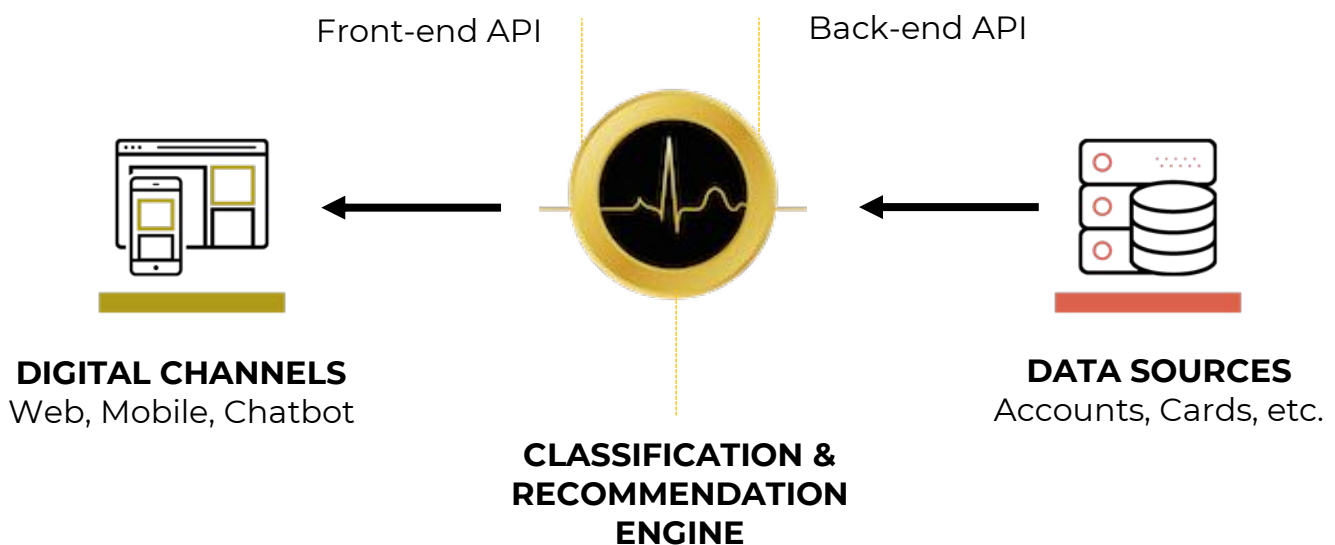 Front-end API
Back-end API
DIGITAL CHANNELS
Web, Mobile, Chatbot
DATA SOURCES
Accounts, Cards, etc.
CLASSIFICATION &
RECOMMENDATION
ENGINE